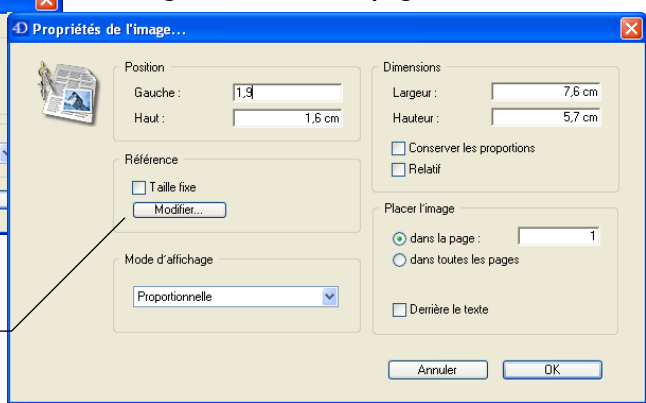 Propriétés de l'image...
Position
Gauche : 1,9
Haut : 1,6 cm
Référence
Taille fixe
Modifier...
Mode d'affichage
Proportionnelle
Dimensions
Largeur : 7,6 cm
Hauteur : 5,7 cm
Conserver les proportions
Relatif
Placer l'image
dans la page : 1
dans toutes les pages
Derrière le texte
Annuler OK